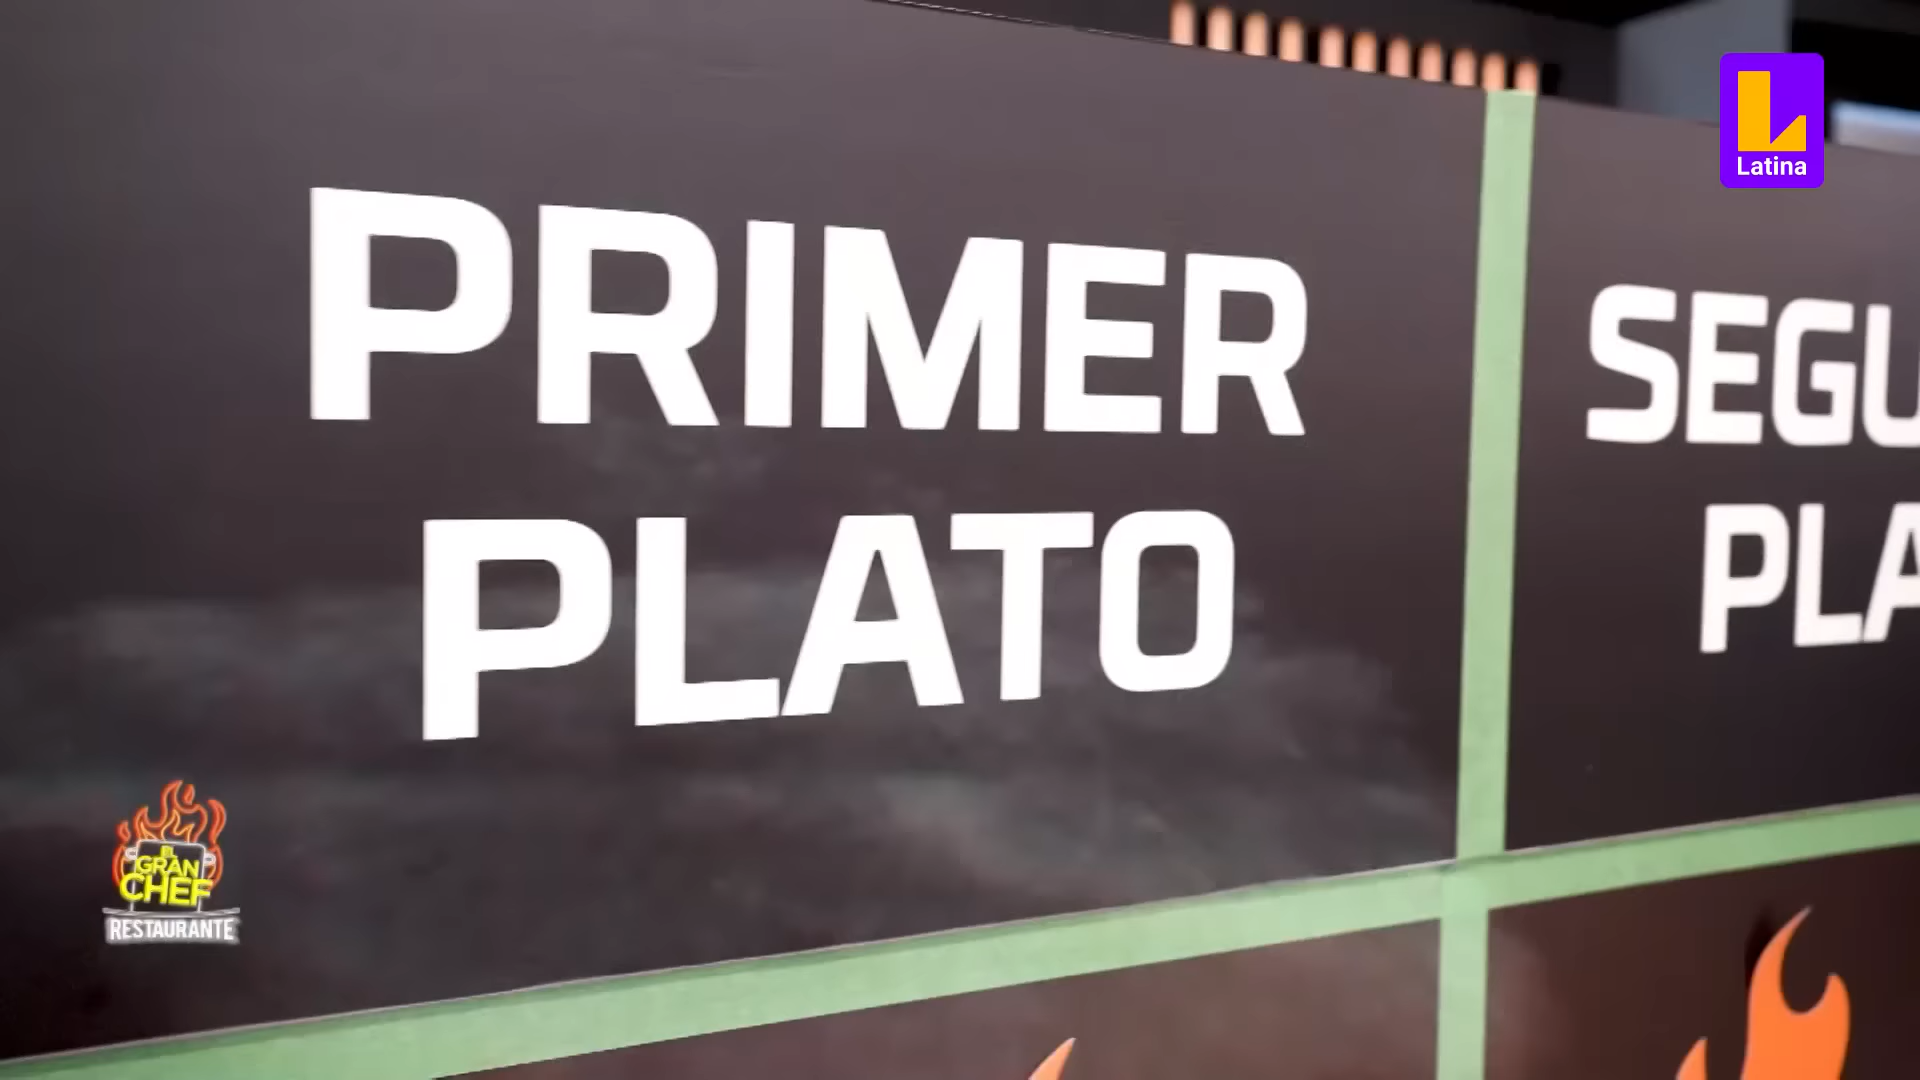 PRIMER
PLATO
SEGU
PLA
Latina
EL
GRAN
CHEF
RESTAURANTE